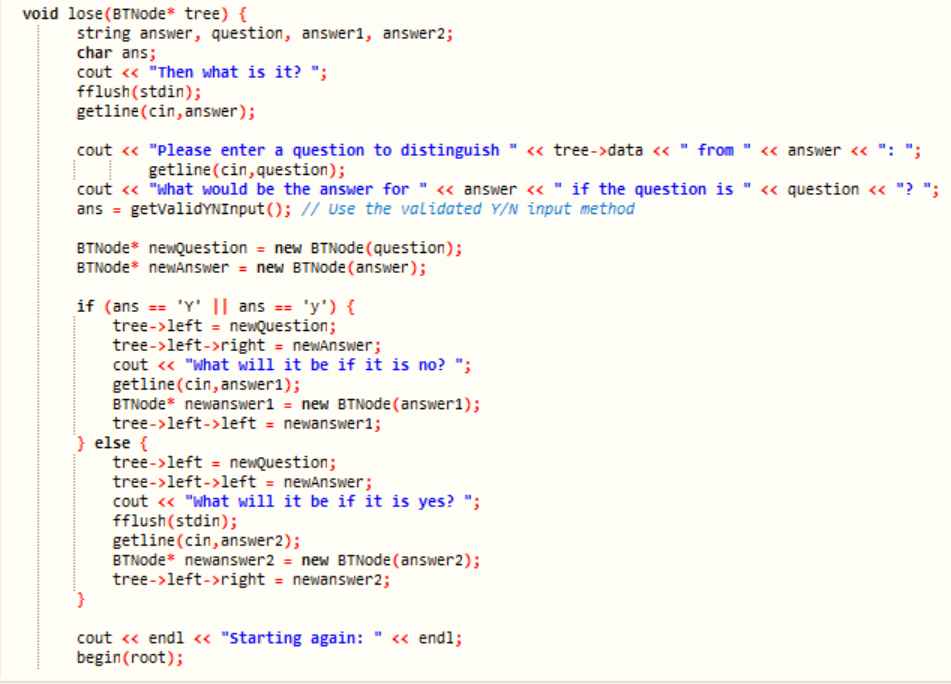 void lose(BTNode* tree) {
string answer, question, answer1, answer2;
char ans;
cout << "Then what is it? ";
fflush(stdin);
getline(cin,answer);
cout << "Please enter a question to distinguish " << tree->data << " from " << answer << ": ";
getline(cin,question);
cout << "What would be the answer for " << answer << " if the question is " << question << "? ";
ans = getValidYNInput(); // Use the validated Y/N input method
BTNode* newQuestion = new BTNode(question);
BTNode* newAnswer = new BTNode(answer);
if (ans == 'Y' || ans == 'y') {
tree->left = newQuestion;
tree->left->right = newAnswer;
cout << "What will it be if it is no? ";
getline(cin,answer1);
BTNode* newanswer1 = new BTNode(answer1);
tree->left->left = newanswer1;
} else {
tree->left = newQuestion;
tree->left->left = newAnswer;
cout << "What will it be if it is yes? ";
fflush(stdin);
getline(cin,answer2);
BTNode* newanswer2 = new BTNode(answer2);
tree->left->right = newanswer2;
}
cout << endl << "Starting again: " << endl;
begin(root);